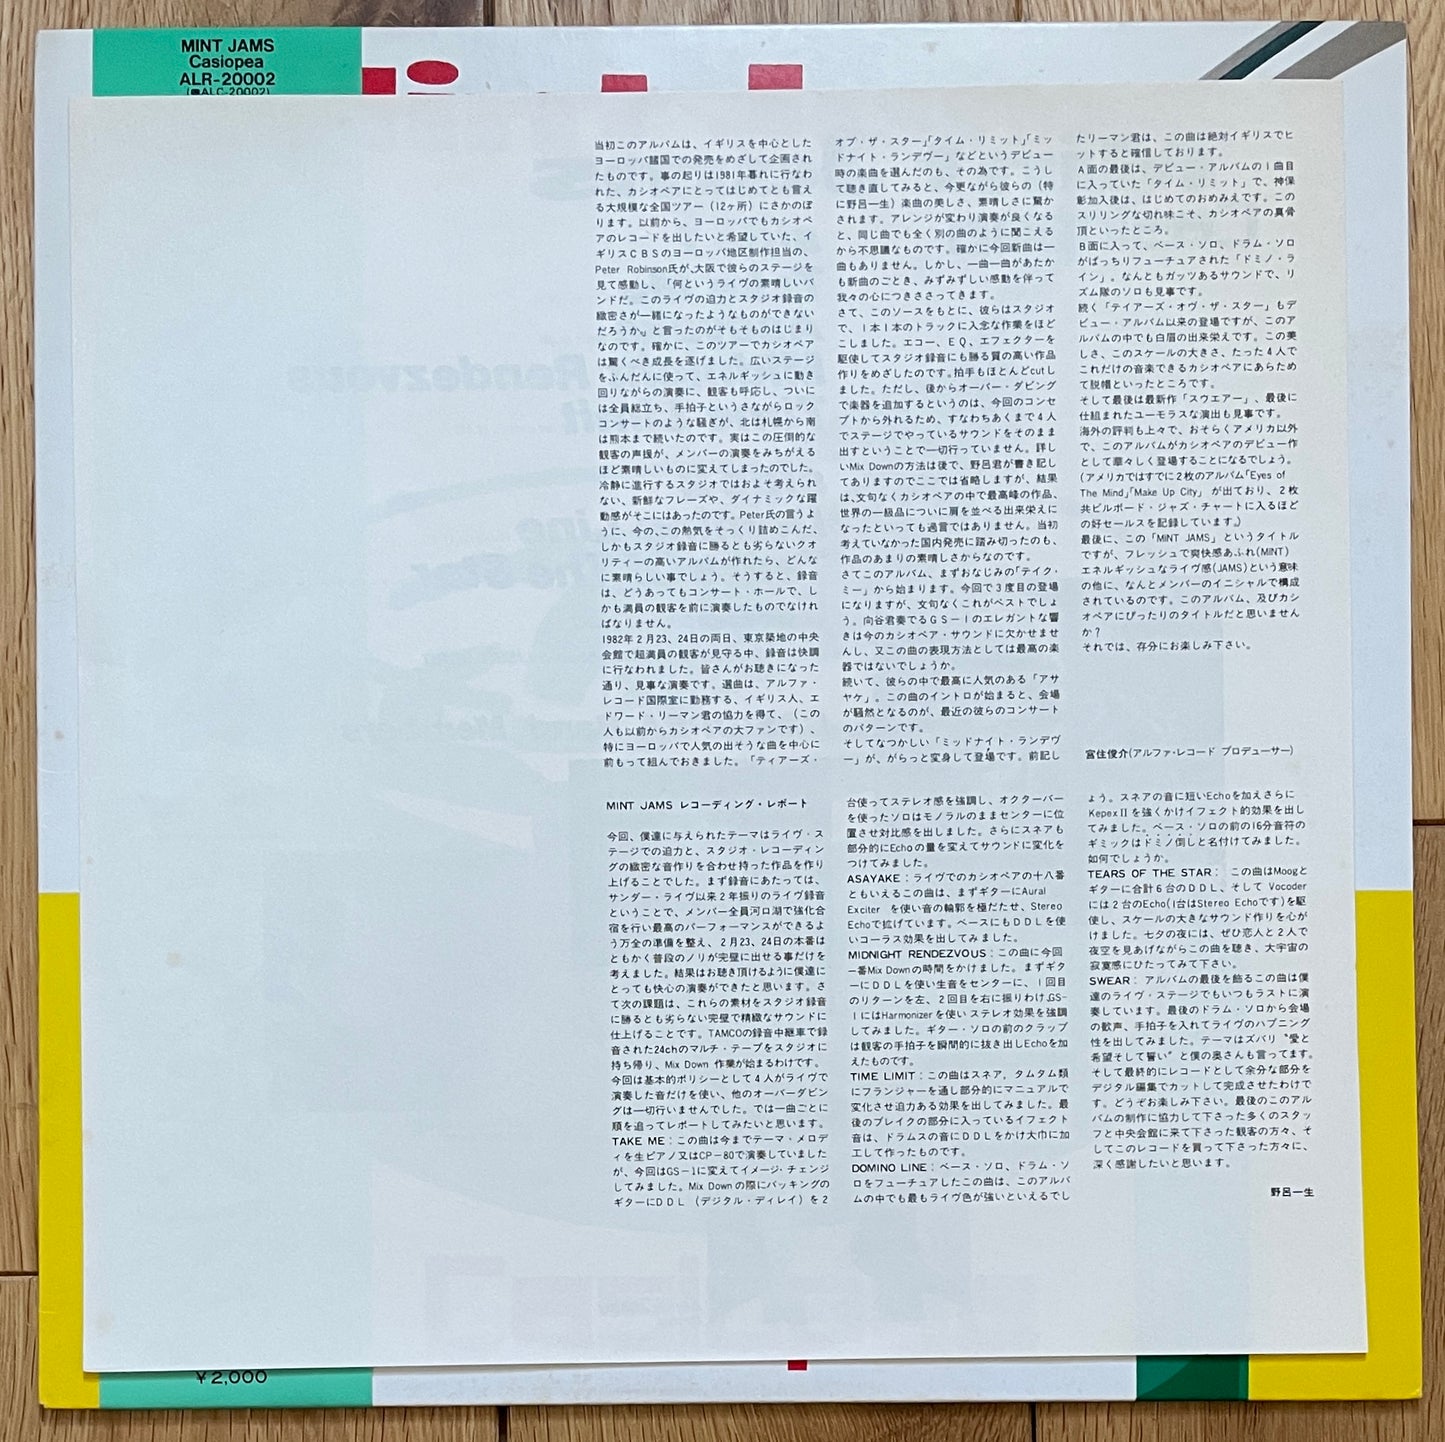 MINT JAMS
Casiopea
ALR-20002
(●ALC-20002)
当初このアルバムは、イギリスを中心とした
ヨーロッパ諸国での発売をめざして企画され
たものです。事の起りは1981年暮れに行なわ
れた、カシオペアにとってはじめてとも言え
る大規模な全国ツアー（12ヶ所）にさかのぼ
ります。以前から、ヨーロッパでもカシオペ
アのレコードを出したいと希望していた、イ
ギリスＣＢＳのヨーロッパ地区制作担当の、
Peter Robinson氏が、大阪で彼らのステージを
見て感動し、「何というライヴの素晴しいバ
ンドだ。このライヴの迫力とスタジオ録音の
緻密さが一緒になったようなものができない
だろうか」と言ったのがそもそものはじまり
なのです。確かに、このツアーでカシオペア
は驚くべき成長を遂げました。広いステージ
をふんだんに使って、エネルギッシュに動き
回りながらの演奏に、観客も呼応し、ついに
は全員総立ち、手拍子というさながらロック
コンサートのような騒ぎが、北は札幌から南
は熊本まで続いたのです。実はこの圧倒的な
観客の声援が、メンバーの演奏をみちがえる
ほど素晴しいものに変えてしまったのでした。
冷静に進行するスタジオではおよそ考えられ
ない、新鮮なフレーズや、ダイナミックな躍
動感がそこにはあったのです。Peter氏の言うよ
うに、今の、この熱気をそっくり詰めこんだ、
しかもスタジオ録音に勝るとも劣らないクオ
リティーの高いアルバムが作れたら、どんな
に素晴らしい事でしょう。そうすると、録音
は、どうあってもコンサート・ホールで、し
かも満員の観客を前に演奏したものでなけれ
ばなりません。
1982年２月23、24日の両日、東京築地の中央
会館で超満員の観客が見守る中、録音は快調
に行なわれました。皆さんがお聴きになった
通り、見事な演奏です。選曲は、アルファ・
レコード国際室に勤務する、イギリス人、エ
ドワード・リーマン君の協力を得て、（この
人も以前からカシオペアの大ファンです）、
特にヨーロッパで人気の出そうな曲を中心に
前もって組んでおきました。「ティアーズ・
オブ・ザ・スター」「タイム・リミット」「ミッ
ドナイト・ランデヴー」などというデビュー
時の楽曲を選んだのも、その為です。こうし
て聴き直してみると、今更ながら彼らの（特
に野呂一生）楽曲の美しさ、素晴しさに驚か
されます。アレンジが変わり演奏が良くなる
と、同じ曲でも全く別の曲のように聞こえる
から不思議なものです。確かに今回新曲は一
曲もありません。しかし、一曲一曲があたか
も新曲のごとき、みずみずしい感動を伴って
我々の心につきささってきます。
さて、このソースをもとに、彼らはスタジオ
で、１本１本のトラックに入念な作業をほど
こしました。エコー、ＥＱ、エフェクターを
駆使してスタジオ録音にも勝る質の高い作品
作りをめざしたのです。拍手もほとんどcutし
ました。ただし、後からオーバー・ダビング
で楽器を追加するというのは、今回のコンセ
プトから外れるため、すなわちあくまで４人
でステージでやっているサウンドをそのまま
出すということで一切行っていません。詳し
いMix Downの方法は後で、野呂君が書き記し
てありますのでここでは省略しますが、結果
は、文句なくカシオペアの中で最高峰の作品、
世界の一級品についに肩を並べる出来栄えに
なったといっても過言ではありません。当初
考えていなかった国内発売に踏み切ったのも、
作品のあまりの素晴しさからなのです。
さてこのアルバム、まずおなじみの「テイク・
ミー」から始まります。今回で３度目の登場
になりますが、文句なくこれがベストでしょ
う。向谷君奏でるＧＳ－Ｉのエレガントな響
きは今のカシオペア・サウンドに欠かせませ
んし、又この曲の表現方法としては最高の楽
器ではないでしょうか。
続いて、彼らの中で最高に人気のある「アサ
ヤケ」。この曲のイントロが始まると、会場
が騒然となるのが、最近の彼らのコンサート
のパターンです。
そしてなつかしい「ミッドナイト・ランデヴ
ー」が、がらっと変身して登場です。前記し
たリーマン君は、この曲は絶対イギリスでヒ
ットすると確信しております。
Ａ面の最後は、デビュー・アルバムの１曲目
に入っていた「タイム・リミット」で、神保
彰加入後は、はじめてのおめみえです。この
スリリングな切れ味こそ、カシオペアの真骨
頂といったところ。
Ｂ面に入って、ベース・ソロ、ドラム・ソロ
がばっちりフューチュアされた「ドミノ・ラ
イン」。なんともガッツあるサウンドで、リ
ズム隊のソロも見事です。
続く「テイアーズ・オヴ・ザ・スター」もデ
ビュー・アルバム以来の登場ですが、このア
ルバムの中でも白眉の出来栄えです。この美
しさ、このスケールの大きさ、たった４人で
これだけの音楽できるカシオペアにあらためて
て脱帽といったところです。
そして最後は最新作「スウエアー」、最後に
仕組まれたユーモラスな演出も見事です。
海外の評判も上々で、おそらくアメリカ以外
で、このアルバムがカシオペアのデビュー作
として華々しく登場することになるでしょう。
（アメリカではすでに２枚のアルバム「Eyes of
The Mind」「Make Up City」が出ており、２枚
共ビルボード・ジャズ・チャートに入るほど
の好セールスを記録しています。）
最後に、この「MINT JAMS」というタイトル
ですが、フレッシュで爽快感あふれ(MINT)
エネルギッシュなライヴ感(JAMS)という意味
の他に、なんとメンバーのイニシャルで構成
されているのです。このアルバム、及びカシ
オペアにぴったりのタイトルだと思いません
か？
それでは、存分にお楽しみ下さい。
宮住俊介(アルファ・レコード プロデューサー)
MINT JAMS レコーディング・レポート
今回、僕達に与えられたテーマはライヴ・ス
テージでの迫力と、スタジオ・レコーディン
グの緻密な音作りを合わせ持った作品を作り
上げることでした。まず録音にあたっては、
サンダー・ライヴ以来２年振りのライヴ録音
ということで、メンバー全員河口湖で強化合
宿を行い最高のパーフォーマンスができるよ
う万全の準備を整え、２月23、24日の本番は
ともかく普段のノリが完璧に出せる事だけを
考えました。結果はお聴き頂けるように僕達に
とっても快心の演奏ができたと思います。さ
て次の課題は、これらの素材をスタジオ録音
に勝るとも劣らない完璧で精緻なサウンドに
仕上げることです。TAMCOの録音中継車で録
音された24chのマルチ・テープをスタジオに
持ち帰り、Mix Down 作業が始まるわけです。
今回は基本的ポリシーとして４人がライヴで
演奏した音だけを使い、他のオーバーダビン
グは一切行いませんでした。では一曲ごとに
順を追ってレポートしてみたいと思います。
TAKE ME：この曲は今までテーマ・メロデ
ィを生ピアノ又はCP－80で演奏していました
が、今回はGS－1に変えてイメージ・チェンジ
してみました。Mix Downの際にバッキングの
ギターにＤＤＬ（デジタル・ディレイ）を２
台使ってステレオ感を強調し、オクターバー
を使ったソロはモノラルのままセンターに位
置させ対比感を出しました。さらにスネアも
部分的にEchoの量を変えてサウンドに変化を
つけてみました。
ASAYAKE：ライヴでのカシオペアの十八番
ともいえるこの曲は、まずギターにAural
Exciter を使い音の輪郭を極だたせ、Stereo
Echoで拡げています。ベースにもＤＤＬを使
いコーラス効果を出してみました。
MIDNIGHT RENDEZVOUS：この曲に今回
一番Mix Downの時間をかけました。まずギタ
ーにＤＤＬを使い生音をセンターに、１回目
のリターンを左、２回目を右に振りわけ、GS-
ⅠにはHarmonizerを使い ステレオ効果を強調
してみました。ギター・ソロの前のクラップ
は観客の手拍子を瞬間的に抜き出しEchoを加
えたものです。
TIME LIMIT：この曲はスネア、タムタム類
にフランジャーを通し部分的にマニュアルで
変化させ迫力ある効果を出してみました。最
後のブレイクの部分に入っているイフェクト
音は、ドラムスの音にＤＤＬをかけ大巾に加
工して作ったものです。
DOMINO LINE：ベース・ソロ、ドラム・ソ
ロをフューチュアしたこの曲は、このアルバ
ムの中でも最もライヴ色が強いといえるでし
ょう。スネアの音に短いEchoを加えさらに
KepexⅡを強くかけイフェクト的効果を出し
てみました。ベース・ソロの前の16分音符の
ギミックはドミノ倒しと名付けてみました。
如何でしょうか。
TEARS OF THE STAR：この曲はMoogと
ギターに合計６台のＤＤＬ、そして Vocoder
には２台のEcho(１台はStereo Echoです)を駆
使し、スケールの大きなサウンド作りを心が
けました。七夕の夜には、ぜひ恋人と２人で
夜空を見あげながらこの曲を聴き、大宇宙の
寂寞感にひたってみて下さい。
SWEAR：アルバムの最後を飾るこの曲は僕
達のライヴ・ステージでもいつもラストに演
奏しています。最後のドラム・ソロから会場
の歓声、手拍子を入れてライヴのハプニング
性を出してみました。テーマはズバリ〝愛と
希望そして誓い〟と僕の奥さんも言ってます。
そして最終的にレコードとして余分な部分を
デジタル編集でカットして完成させたわけで
す。どうぞお楽しみ下さい。最後のこのアル
バムの制作に協力して下さった多くのスタッ
フと中央会館に来て下さった観客の方々、そ
してこのレコードを買って下さった方々に、
深く感謝したいと思います。
野呂一生
￥2,000